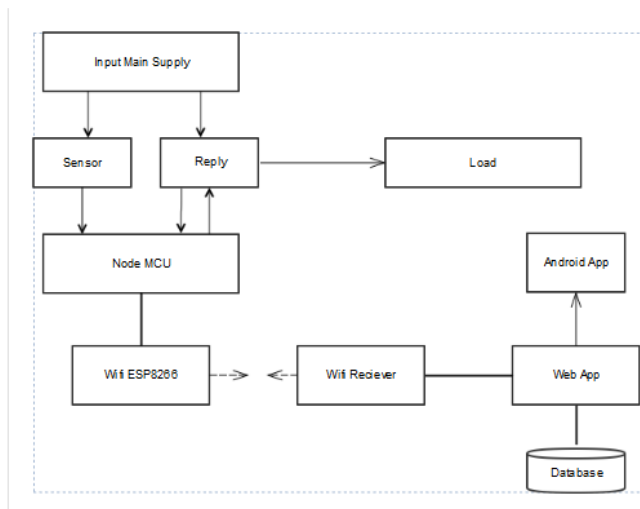 Input Main Supply
Sensor
Reply
Load
Node MCU
Android App
Wifi ESP8266
Wifi Reciever
Web App
Database